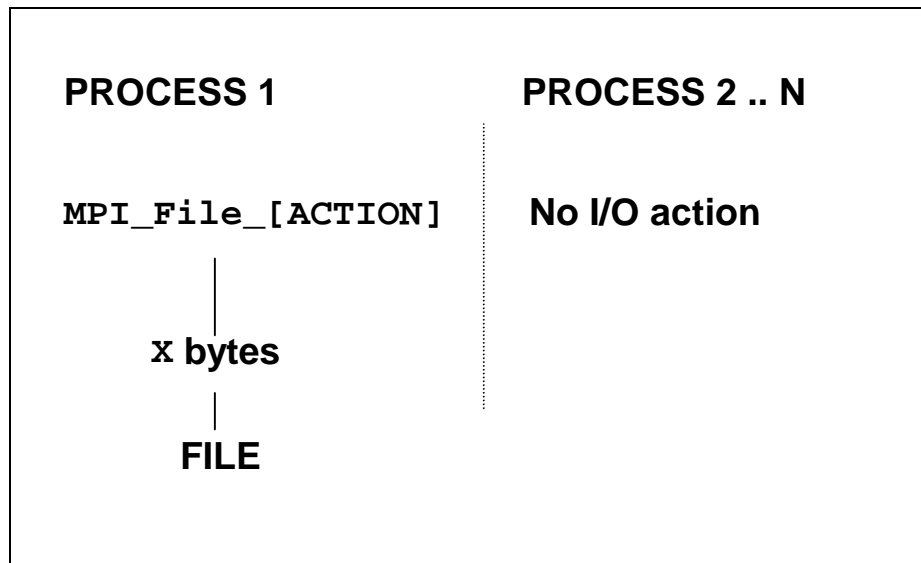 PROCESS 1
PROCESS 2 .. N
MPI_File_[ACTION]
No I/O action
X bytes
FILE